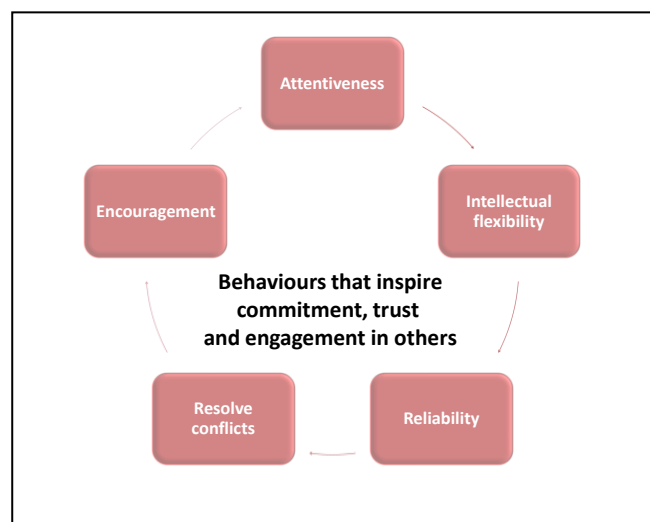 Attentiveness
Intellectual
flexibility
Reliability
Resolve
conflicts
Encouragement
Behaviours that inspire
commitment, trust
and engagement in others